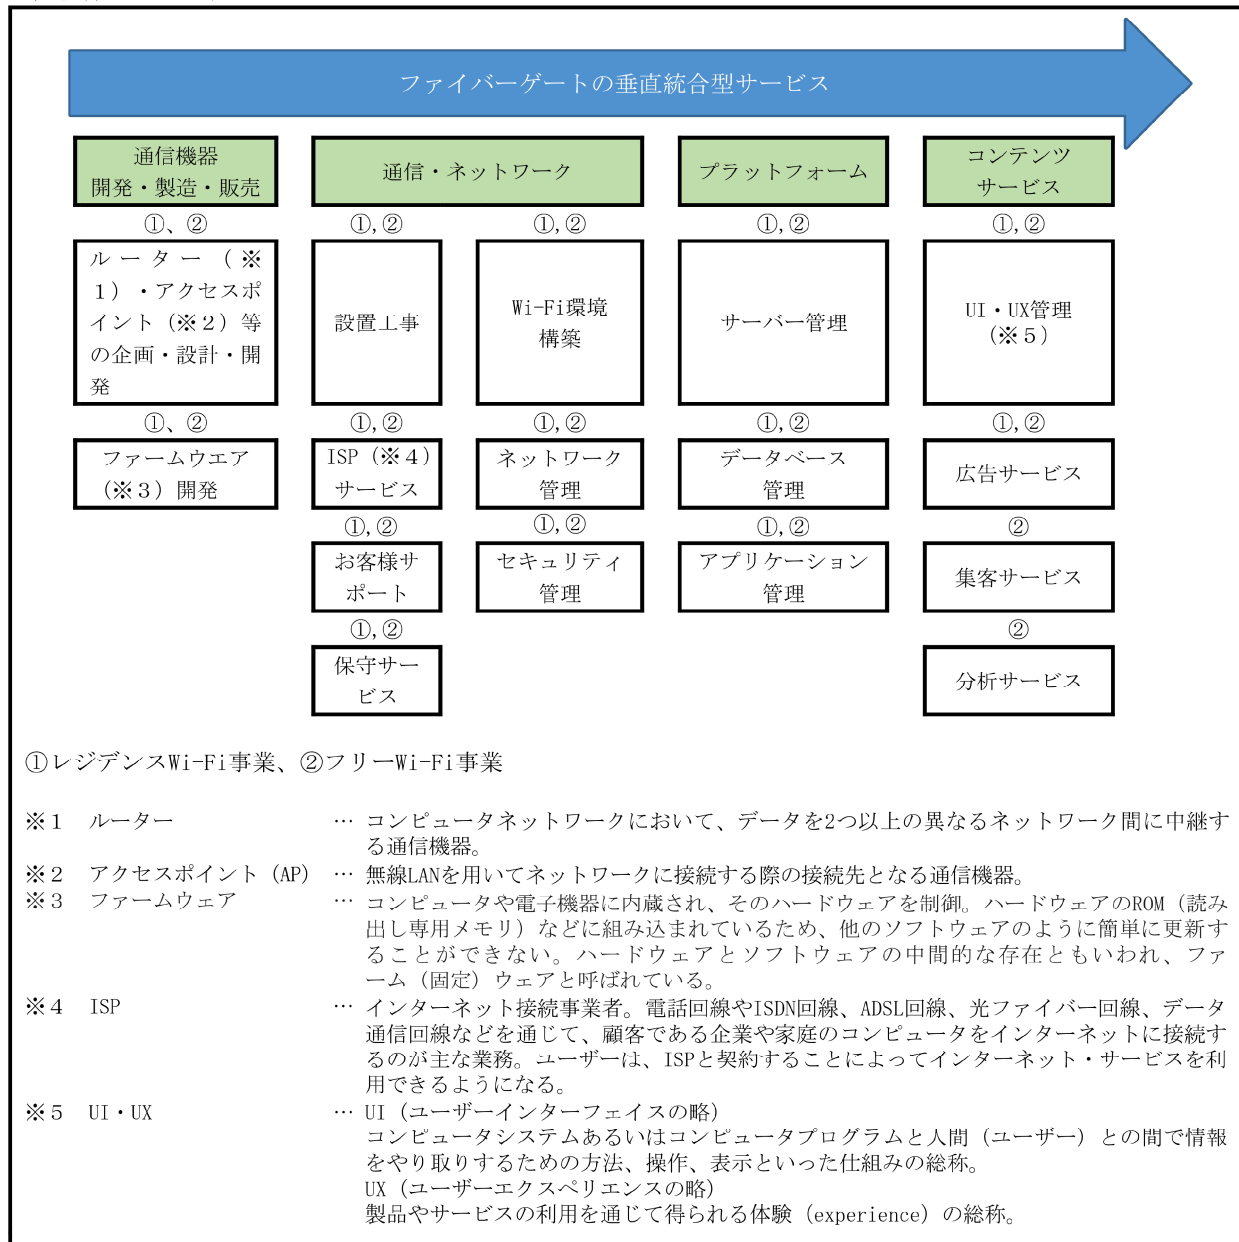 ファイバーゲートの垂直統合型サービス
通信機器
開発・製造・販売
通信・ネットワーク
プラットフォーム
コンテンツ
サービス
①、②
①,②
①,②
①,②
①,②
ルーター(※
1)・アクセスポ
イント(※2)等
の企画・設計・開
発
設置工事
Wi-Fi環境
構築
サーバー管理
UI・UX管理
(※5)
①、②
①,②
①,②
①,②
①,②
ファームウエア
(※3)開発
ISP(※4)
サービス
ネットワーク
管理
データベース
管理
広告サービス
①,②
①,②
①,②
②
お客様サ
ポート
セキュリティ
管理
アプリケーション
管理
集客サービス
①,②
②
保守サー
ビス
分析サービス
①レジデンスWi-Fi事業、②フリーWi-Fi事業
※1 ルーター … コンピュータネットワークにおいて、データを2つ以上の異なるネットワーク間に中継す
る通信機器。
※2 アクセスポイント(AP) … 無線LANを用いてネットワークに接続する際の接続先となる通信機器。
※3 ファームウェア … コンピュータや電子機器に内蔵され、そのハードウェアを制御。ハードウェアのROM(読み
出し専用メモリ)などに組み込まれているため、他のソフトウェアのように簡単に更新す
ることができない。ハードウェアとソフトウェアの中間的な存在ともいわれ、ファ
ーム(固定)ウェアと呼ばれている。
※4 ISP … インターネット接続事業者。電話回線やISDN回線、ADSL回線、光ファイバー回線、データ
通信回線などを通じて、顧客である企業や家庭のコンピュータをインターネットに接続す
るのが主な業務。ユーザーは、ISPと契約することによってインターネット・サービスを利
用できるようになる。
※5 UI・UX … UI(ユーザーインターフェイスの略)
コンピュータシステムあるいはコンピュータプログラムと人間(ユーザー)との間で情報
をやり取りするための方法、操作、表示といった仕組みの総称。
UX(ユーザーエクスペリエンスの略)
製品やサービスの利用を通じて得られる体験(experience)の総称。